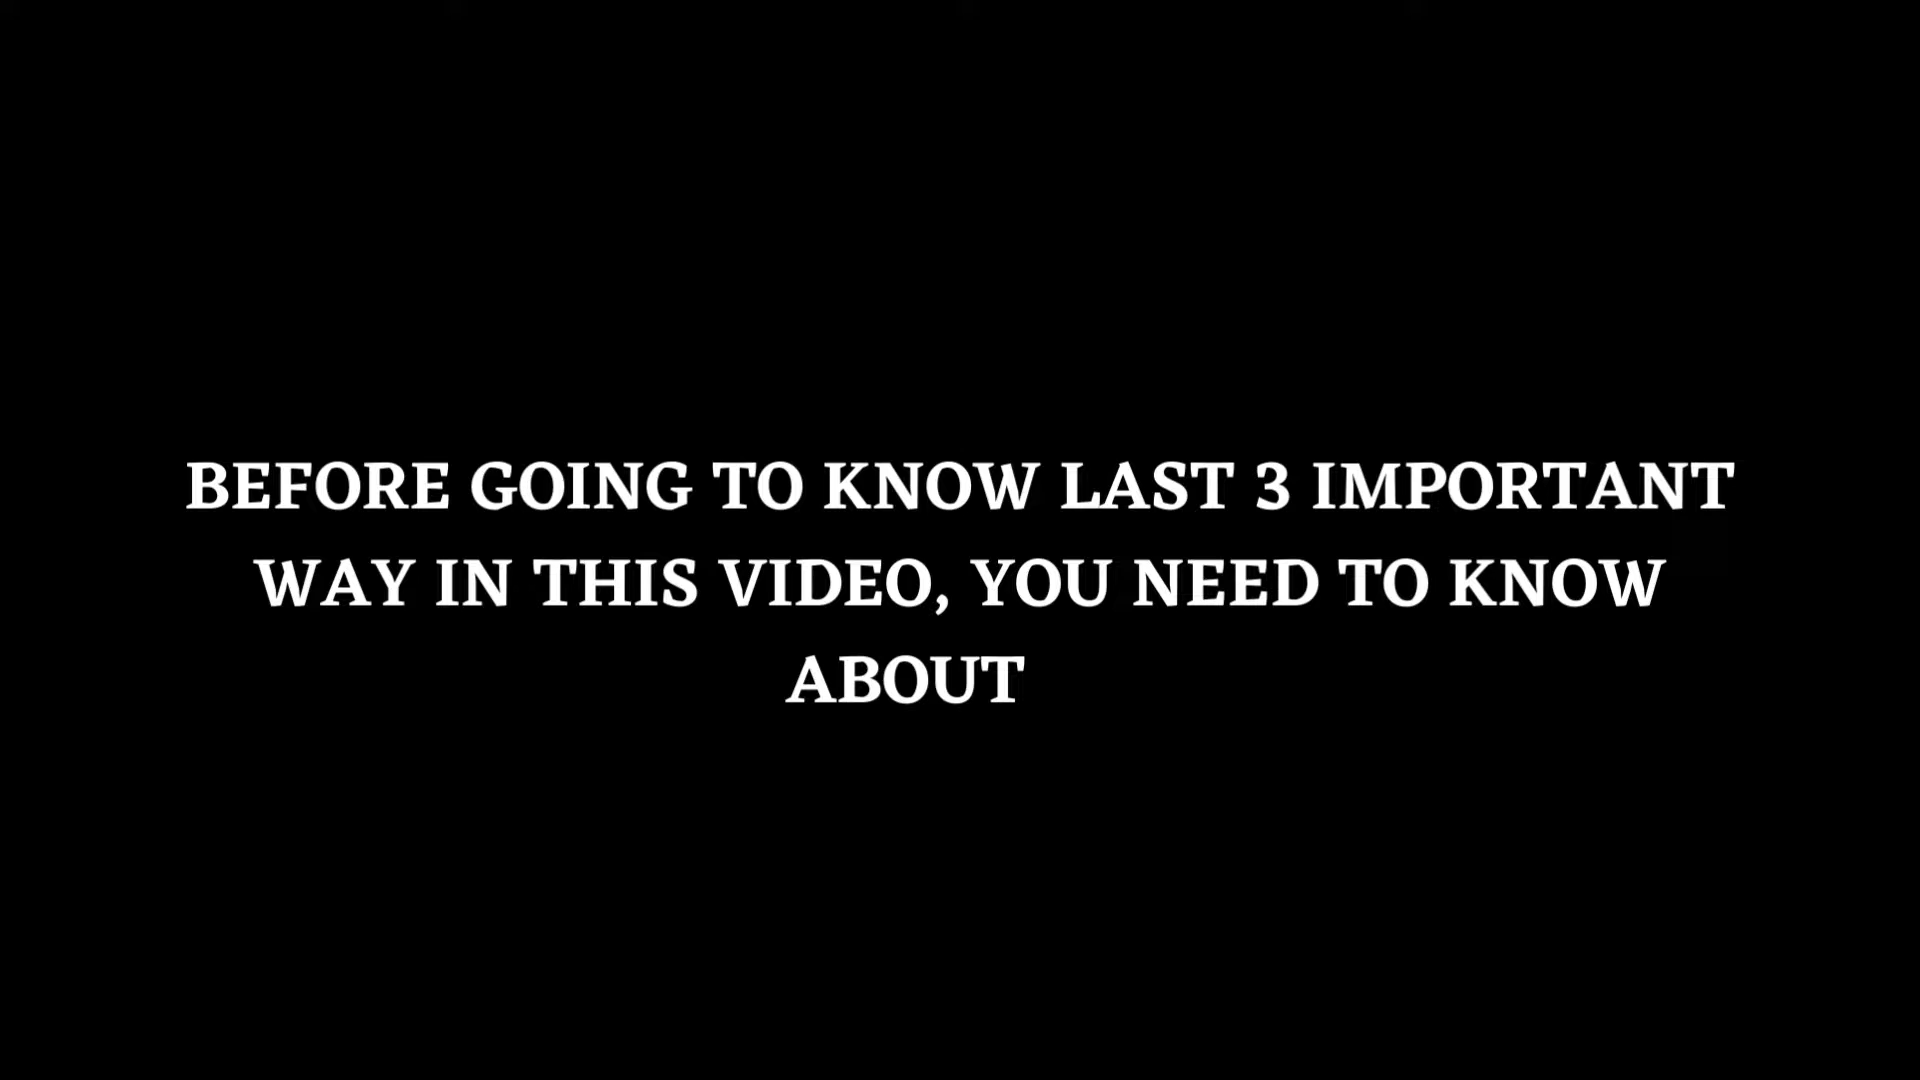 BEFORE GOING TO KNOW LAST 3 IMPORTANT
WAY IN THIS VIDEO, YOU NEED TO KNOW
ABOUT